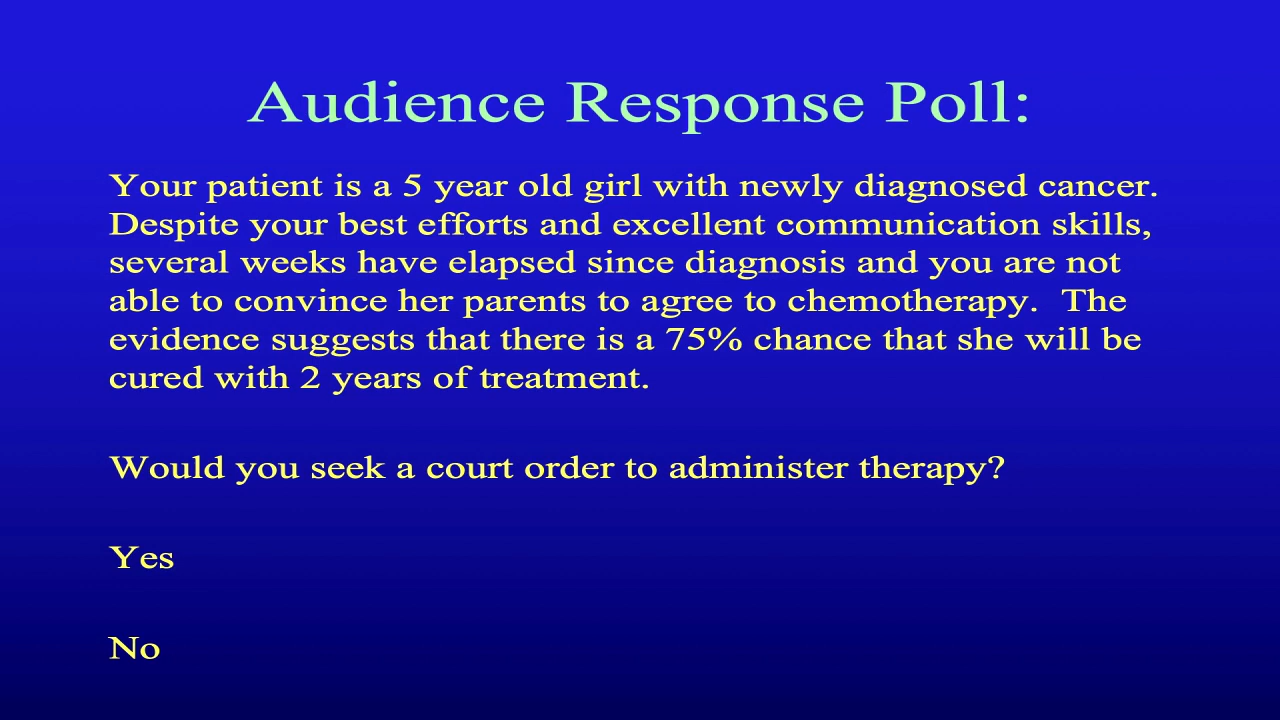 Audience Response Poll:
Your patient is a 5 year old girl with newly diagnosed cancer.
Despite your best efforts and excellent communication skills,
several weeks have elapsed since diagnosis and you are not
able to convince her parents to agree to chemotherapy.  The
evidence suggests that there is a 75% chance that she will be
cured with 2 years of treatment.
Would you seek a court order to administer therapy?
Yes
No